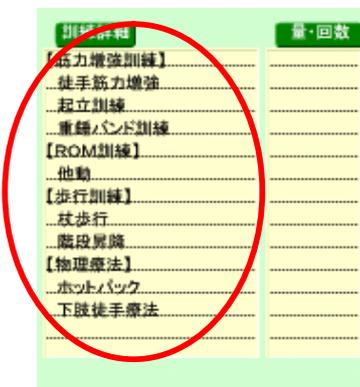 訓練詳細
量・回数
【筋力増強訓練】
徒手筋力増強
起立訓練
重錘バンド訓練
【ROM訓練】
他動
【歩行訓練】
杖歩行
階段昇降
【物理療法】
ホットパック
下肢徒手療法